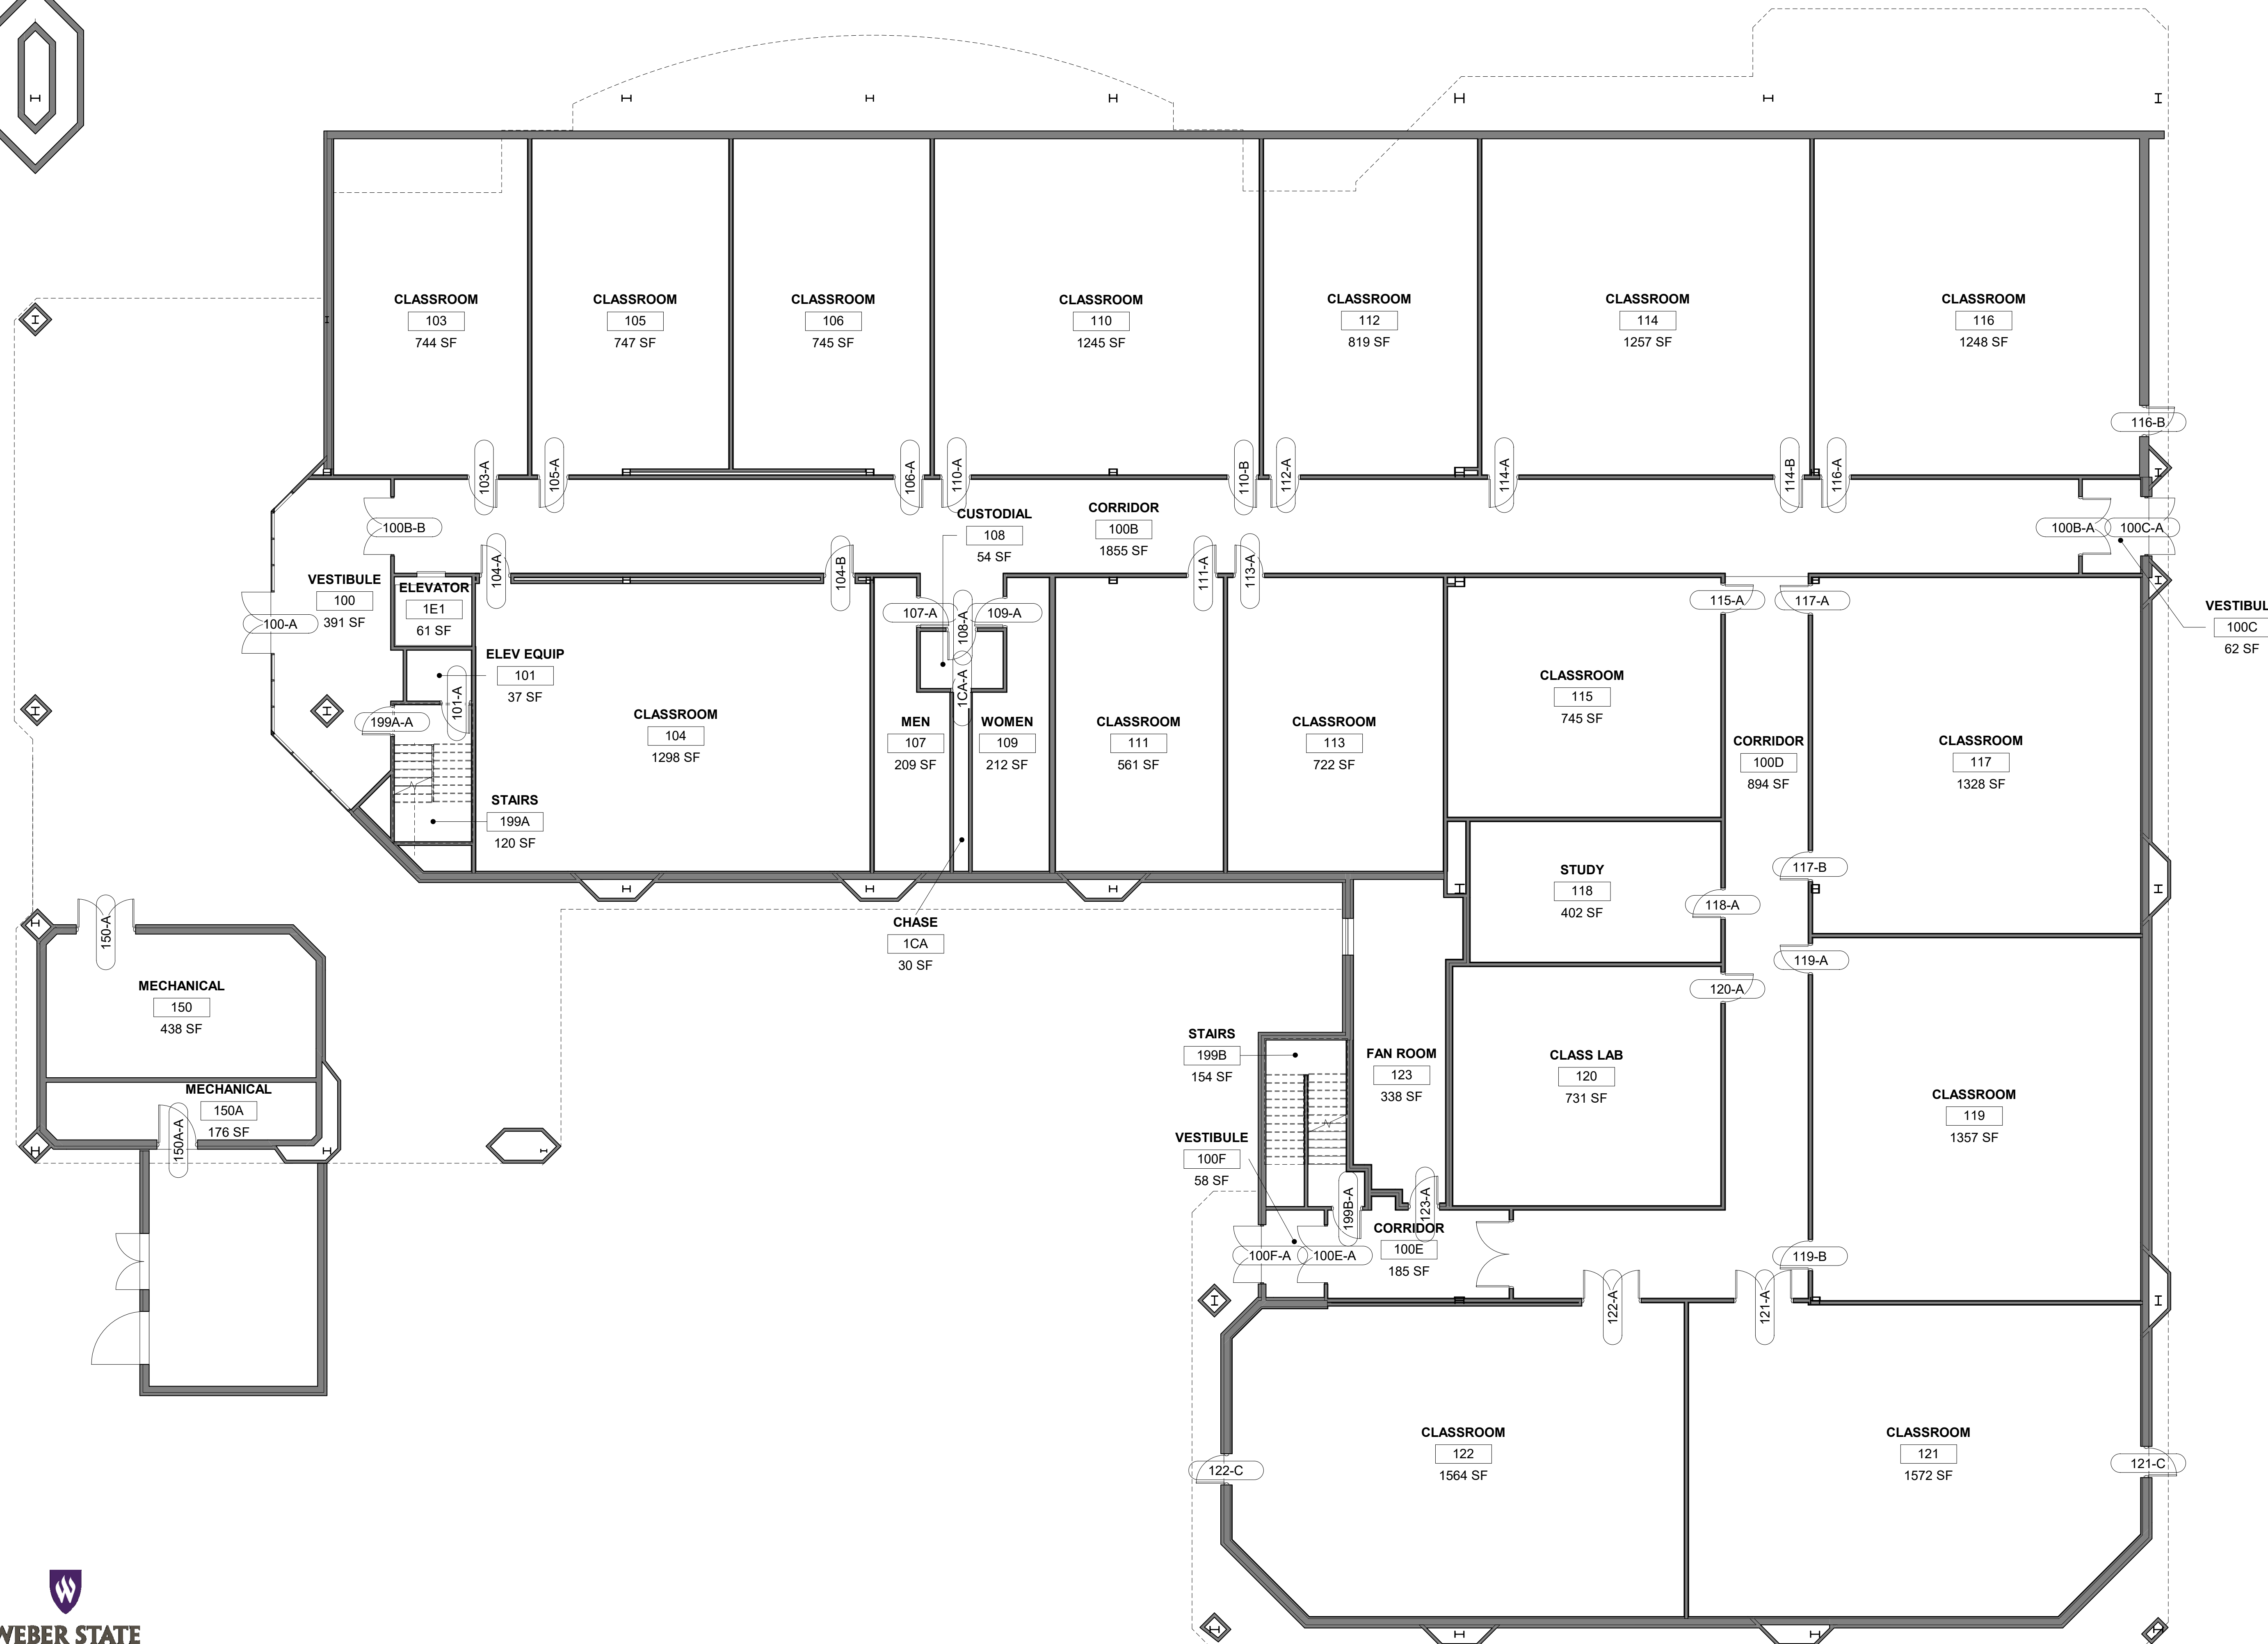 CLASSROOM
103
744 SF
CLASSROOM
105
747 SF
CLASSROOM
106
745 SF
CLASSROOM
110
1245 SF
CLASSROOM
112
819 SF
CLASSROOM
114
1257 SF
CLASSROOM
116
1248 SF
116-B
103-A
105-A
106-A
110-A
110-B
112-A
114-A
114-B
116-A
100B-B
CUSTODIAL
108
54 SF
CORRIDOR
100B
1855 SF
100B-A
100C-A
VESTIBULE
100
391 SF
100-A
ELEVATOR
1E1
61 SF
104-A
104-B
107-A
108-A
109-A
111-A
113-A
115-A
117-A
VESTIBUL
100C
62 SF
ELEV EQUIP
101
37 SF
101-A
1CA-A
199A-A
CLASSROOM
104
1298 SF
MEN
107
209 SF
WOMEN
109
212 SF
CLASSROOM
111
561 SF
CLASSROOM
113
722 SF
CLASSROOM
115
745 SF
CORRIDOR
100D
894 SF
CLASSROOM
117
1328 SF
STAIRS
199A
120 SF
117-B
STUDY
118
402 SF
118-A
CHASE
1CA
30 SF
150-A
119-A
120-A
MECHANICAL
150
438 SF
MECHANICAL
150A
176 SF
150A-A
STAIRS
199B
154 SF
FAN ROOM
123
338 SF
CLASS LAB
120
731 SF
CLASSROOM
119
1357 SF
VESTIBULE
100F
58 SF
199B-A
123-A
CORRIDOR
100E
185 SF
100F-A
100E-A
119-B
122-A
121-A
CLASSROOM
122
1564 SF
CLASSROOM
121
1572 SF
122-C
121-C
W
WEBER STATE